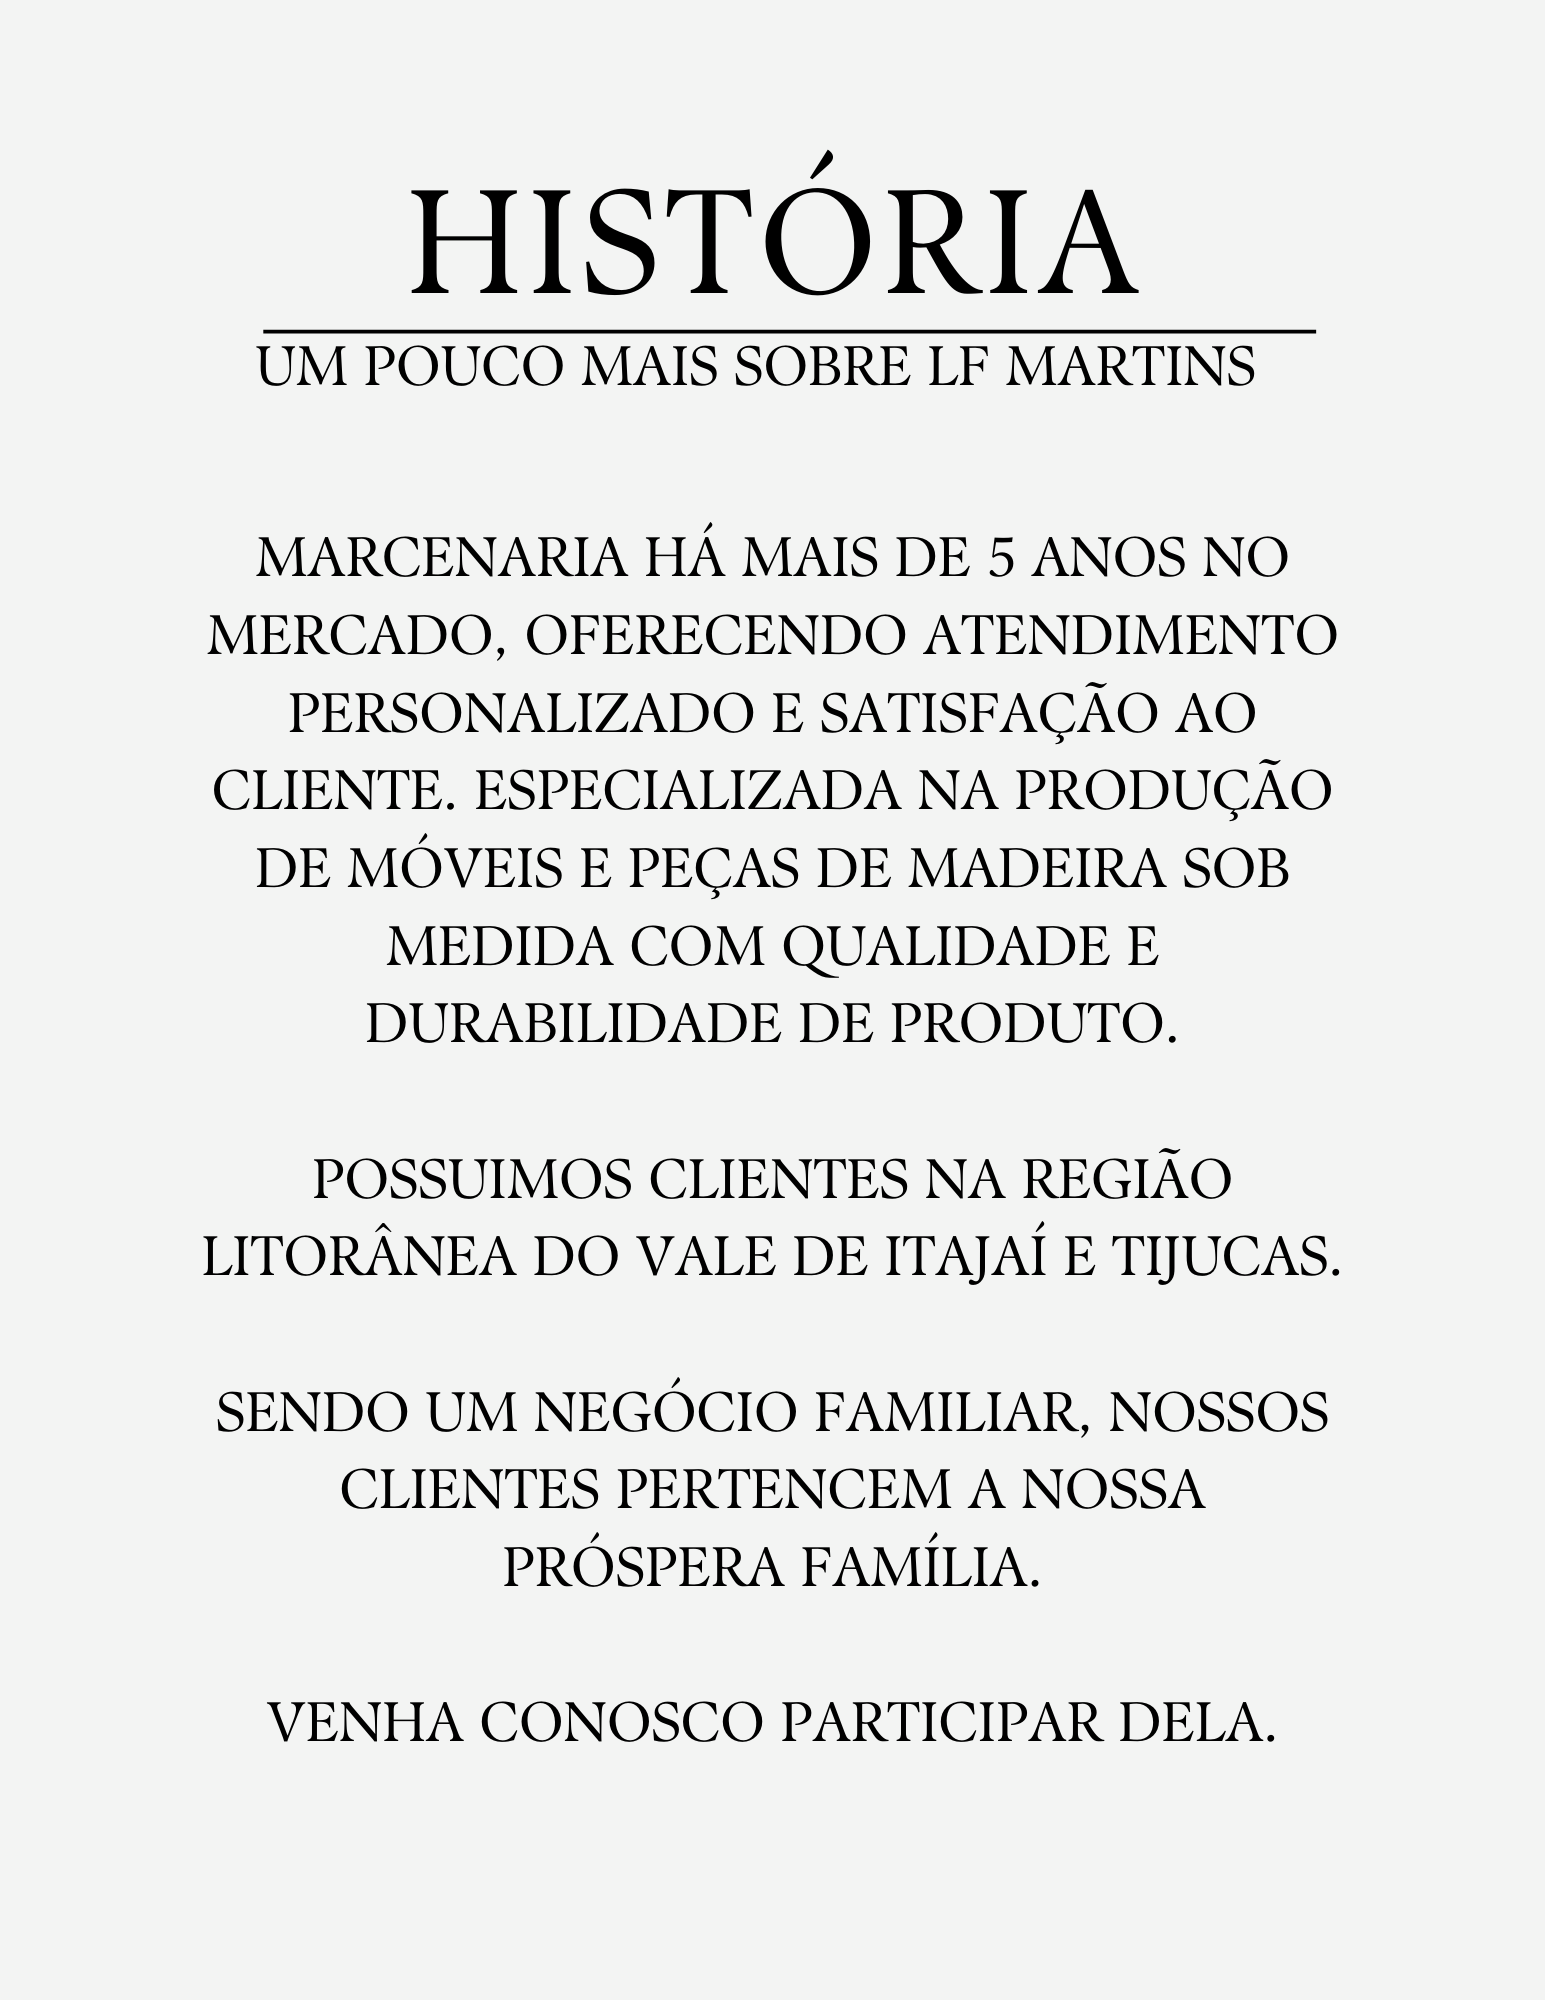 HISTÓRIA
UM POUCO MAIS SOBRE LF MARTINS
MARCENARIA HÁ MAIS DE 5 ANOS NO
MERCADO, OFERECENDO ATENDIMENTO
PERSONALIZADO E SATISFAÇÃO AO
CLIENTE. ESPECIALIZADA NA PRODUÇÃO
DE MÓVEIS E PEÇAS DE MADEIRA SOB
MEDIDA COM QUALIDADE E
DURABILIDADE DE PRODUTO.
POSSUIMOS CLIENTES NA REGIÃO
LITORÂNEA DO VALE DE ITAJAÍ E TIJUCAS.
SENDO UM NEGÓCIO FAMILIAR, NOSSOS
CLIENTES PERTENCEM A NOSSA
PRÓSPERA FAMÍLIA.
VENHA CONOSCO PARTICIPAR DELA.